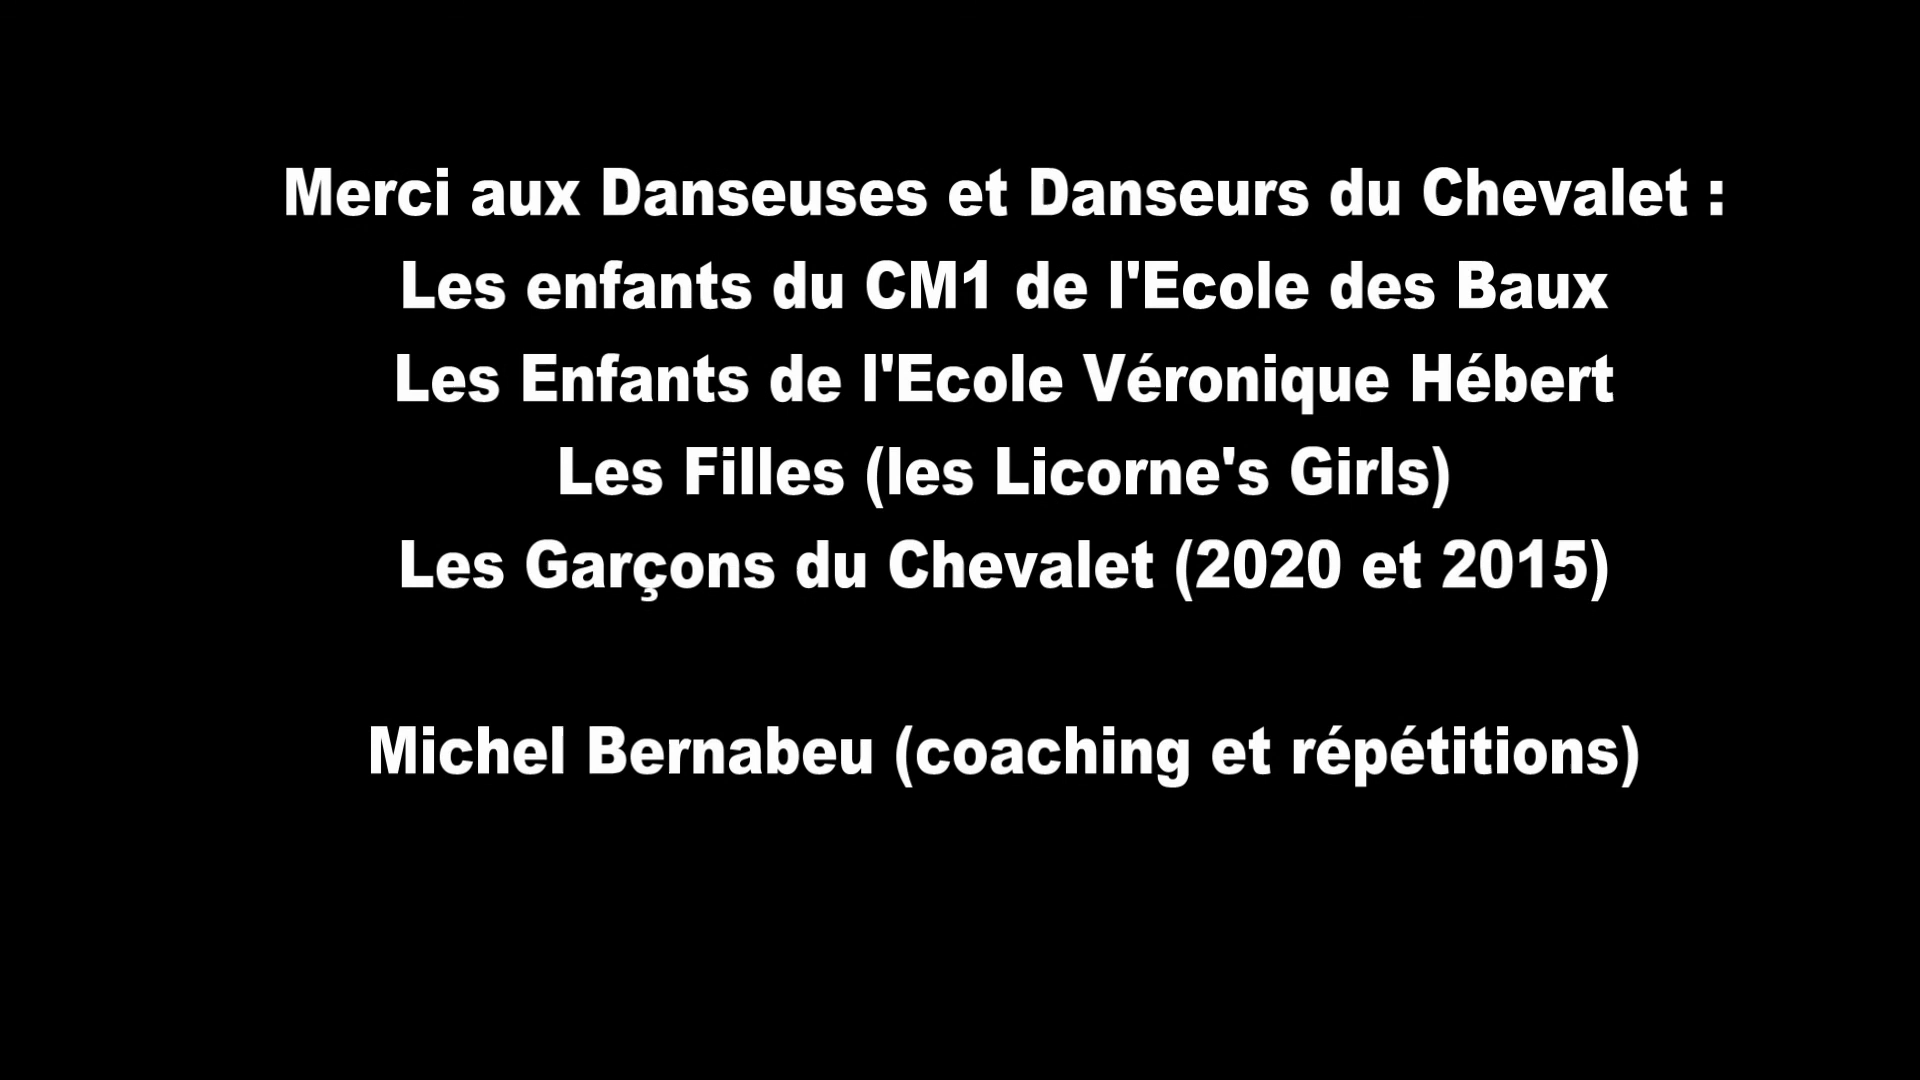 Merci aux Danseuses et Danseurs du Chevalet :
Les enfants du CM1 de l'Ecole des Baux
Les Enfants de l'Ecole Véronique Hébert
Les Filles (les Licorne's Girls)
Les Garçons du Chevalet (2020 et 2015)
Michel Bernabeu (coaching et répétitions)